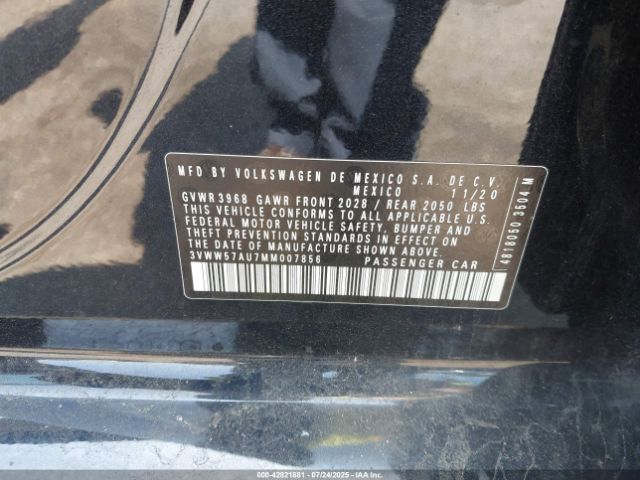 MFD BY VOLKSWAGEN DE MEXICO S.A. DE C.V.
MEXICO 11/20
GVWR 3968 GAWR FRONT 2028 / REAR 2050 LBS
THIS VEHICLE CONFORMS TO ALL APPLICABLE U.S.
FEDERAL MOTOR VEHICLE SAFETY, BUMPER AND
THEFT PREVENTION STANDARDS IN EFFECT
ON THE DATE OF MANUFACTURE SHOWN ABOVE.
3VWW57AU7MM007856 PASSENGER CAR
4818050 3504 M
000-42821881 - 07/24/2025 - IAAI.COM